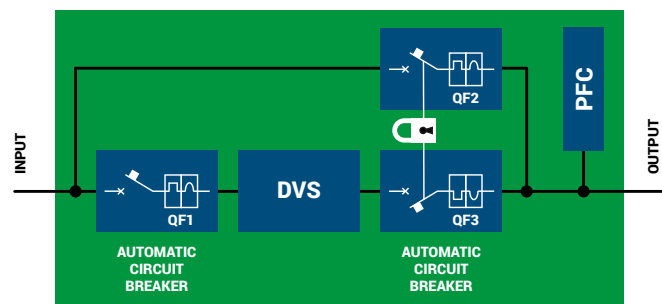 QF2
PFC
INPUT
OUTPUT
QF1
DVS
QF3
AUTOMATIC
CIRCUIT
BREAKER
AUTOMATIC
CIRCUIT
BREAKER